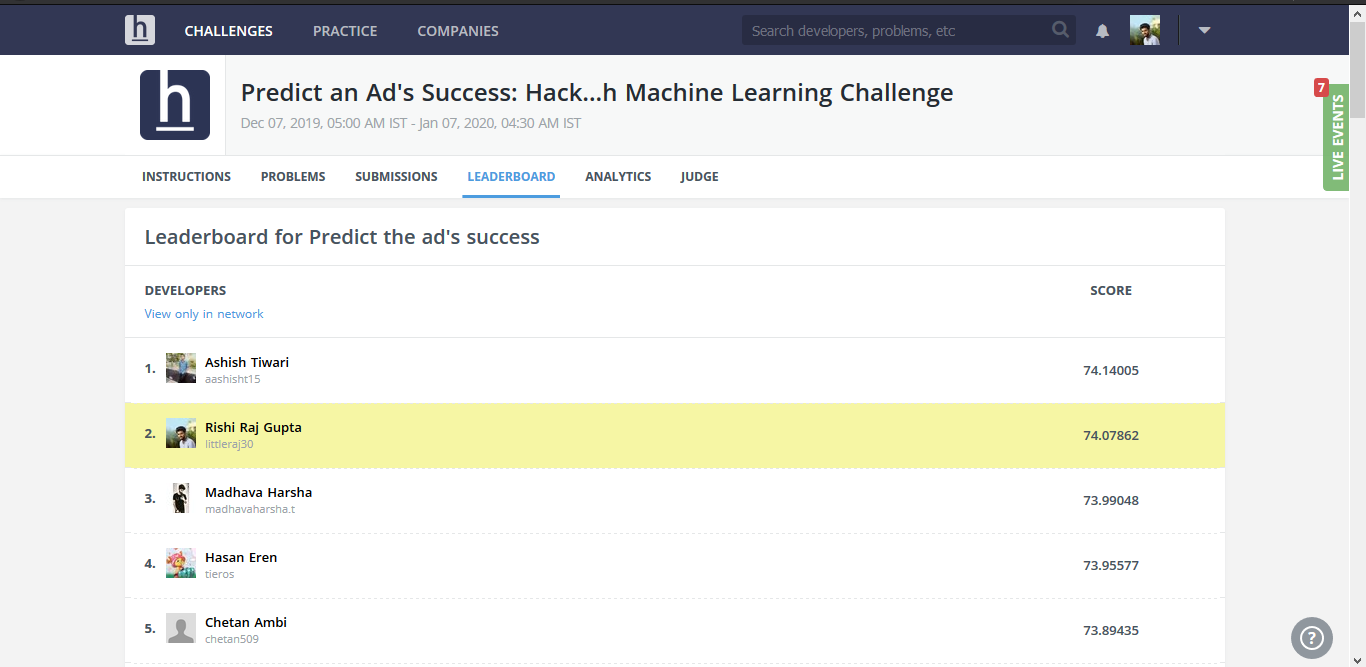 h
CHALLENGES PRACTICE COMPANIES Search developers, problems, etc
h
Predict an Ad's Success: Hack...h Machine Learning Challenge
Dec 07, 2019, 05:00 AM IST - Jan 07, 2020, 04:30 AM IST
7
LIVE EVENTS
INSTRUCTIONS PROBLEMS SUBMISSIONS LEADERBOARD ANALYTICS JUDGE
Leaderboard for Predict the ad's success
DEVELOPERS SCORE
View only in network
1. Ashish Tiwari 74.14005
aashisht15
2. Rishi Raj Gupta 74.07862
littleraj30
3. Madhava Harsha 73.99048
madhavaharsha.t
4. Hasan Eren 73.95577
tieros
5. Chetan Ambi 73.89435
chetan509
?